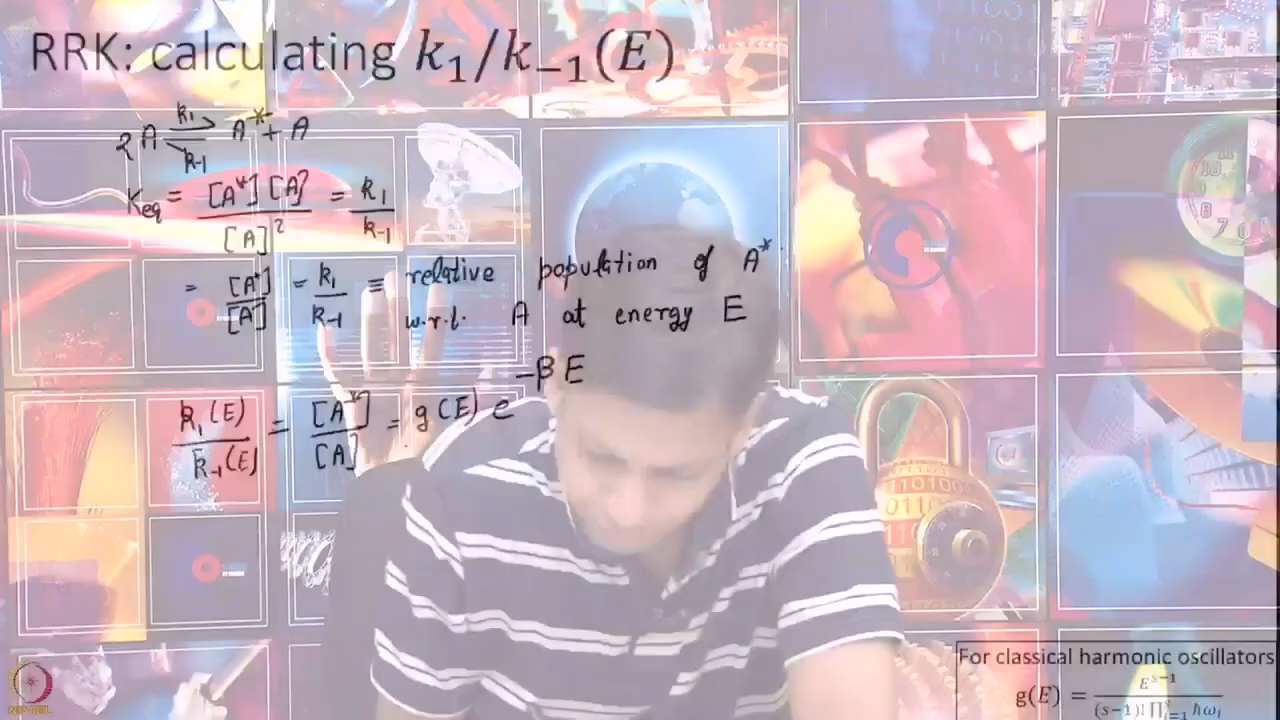 RRK: calculating k₁/k₋₁(E)
2A ⇌ A* + A
k₁
k₋₁
K_eq = [A*][A] / [A]² = k₁ / k₋₁
= [A*] / [A] = k₁ / k₋₁ ≡ relative population of A*
w.r.t. A at energy E
k₁(E) / k₋₁(E) = [A*] / [A] = g(E) e^(-βE)
For classical harmonic oscillators
g(E) = E^(s-1) / ((s-1)! ∏ᵢ₌₁ ħωᵢ)